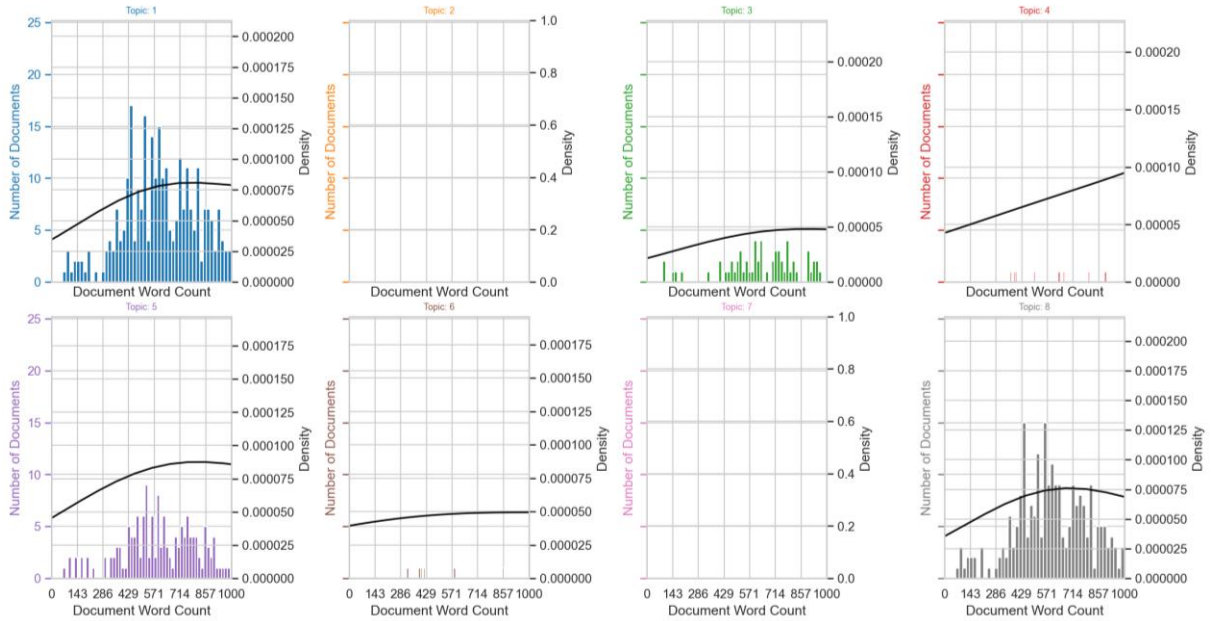 Topic: 1
25
20
15
10
5
0
Number of Documents
0.000200
0.000175
0.000150
0.000125
0.000100
0.000075
0.000050
0.000025
0.000000
Density
Document Word Count
Topic: 2
Number of Documents
1.0
0.8
0.6
0.4
0.2
0.0
Density
Document Word Count
Topic: 3
Number of Documents
0.00020
0.00015
0.00010
0.00005
0.00000
Density
Document Word Count
Topic: 4
Number of Documents
0.00020
0.00015
0.00010
0.00005
0.00000
Density
Document Word Count
Topic: 5
25
20
15
10
5
0
Number of Documents
0.000175
0.000150
0.000125
0.000100
0.000075
0.000050
0.000025
0.000000
Density
0 143 286 429 571 714 857 1000
Document Word Count
Topic: 6
Number of Documents
0.000175
0.000150
0.000125
0.000100
0.000075
0.000050
0.000025
0.000000
Density
0 143 286 429 571 714 857 1000
Document Word Count
Topic: 7
Number of Documents
1.0
0.8
0.6
0.4
0.2
0.0
Density
0 143 286 429 571 714 857 1000
Document Word Count
Topic: 8
Number of Documents
0.000200
0.000175
0.000150
0.000125
0.000100
0.000075
0.000050
0.000025
0.000000
Density
0 143 286 429 571 714 857 1000
Document Word Count